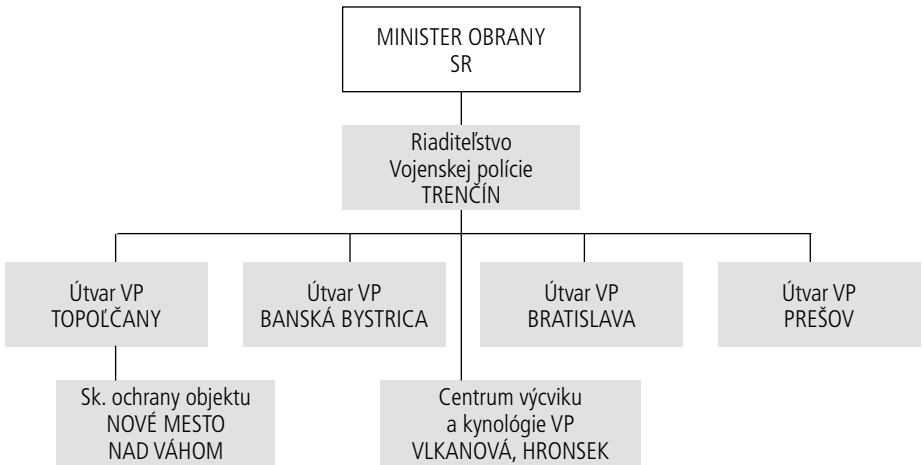 MINISTER OBRANY
SR
Riaditeľstvo
Vojenskej polície
TRENČÍN
Útvar VP
TOPOĽČANY
Útvar VP
BANSKÁ BYSTRICA
Útvar VP
BRATISLAVA
Útvar VP
PREŠOV
Sk. ochrany objektu
NOVÉ MESTO
NAD VÁHOM
Centrum výcviku
a kynológie VP
VLKANOVÁ, HRONSEK